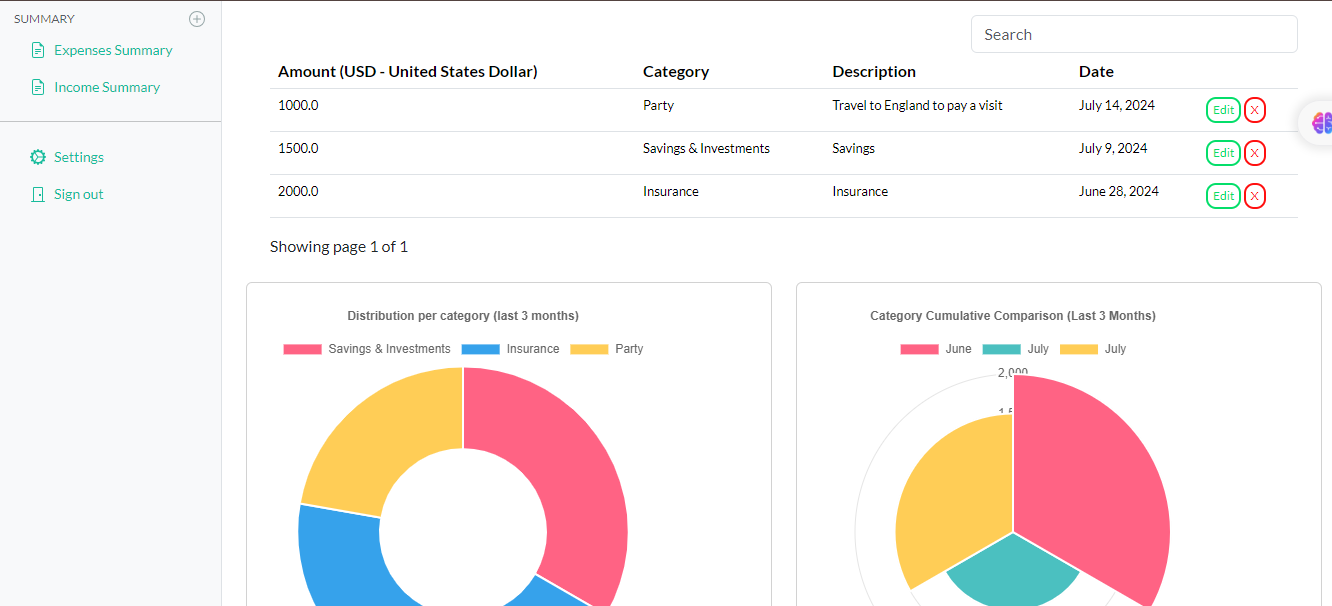 SUMMARY
Expenses Summary
Income Summary
Settings
Sign out
Search
Amount (USD - United States Dollar) Category Description Date
1000.0 Party Travel to England to pay a visit July 14, 2024 Edit X
1500.0 Savings & Investments Savings July 9, 2024 Edit X
2000.0 Insurance Insurance June 28, 2024 Edit X
Showing page 1 of 1
Distribution per category (last 3 months)
Savings & Investments Insurance Party
Category Cumulative Comparison (Last 3 Months)
June July July
2,000